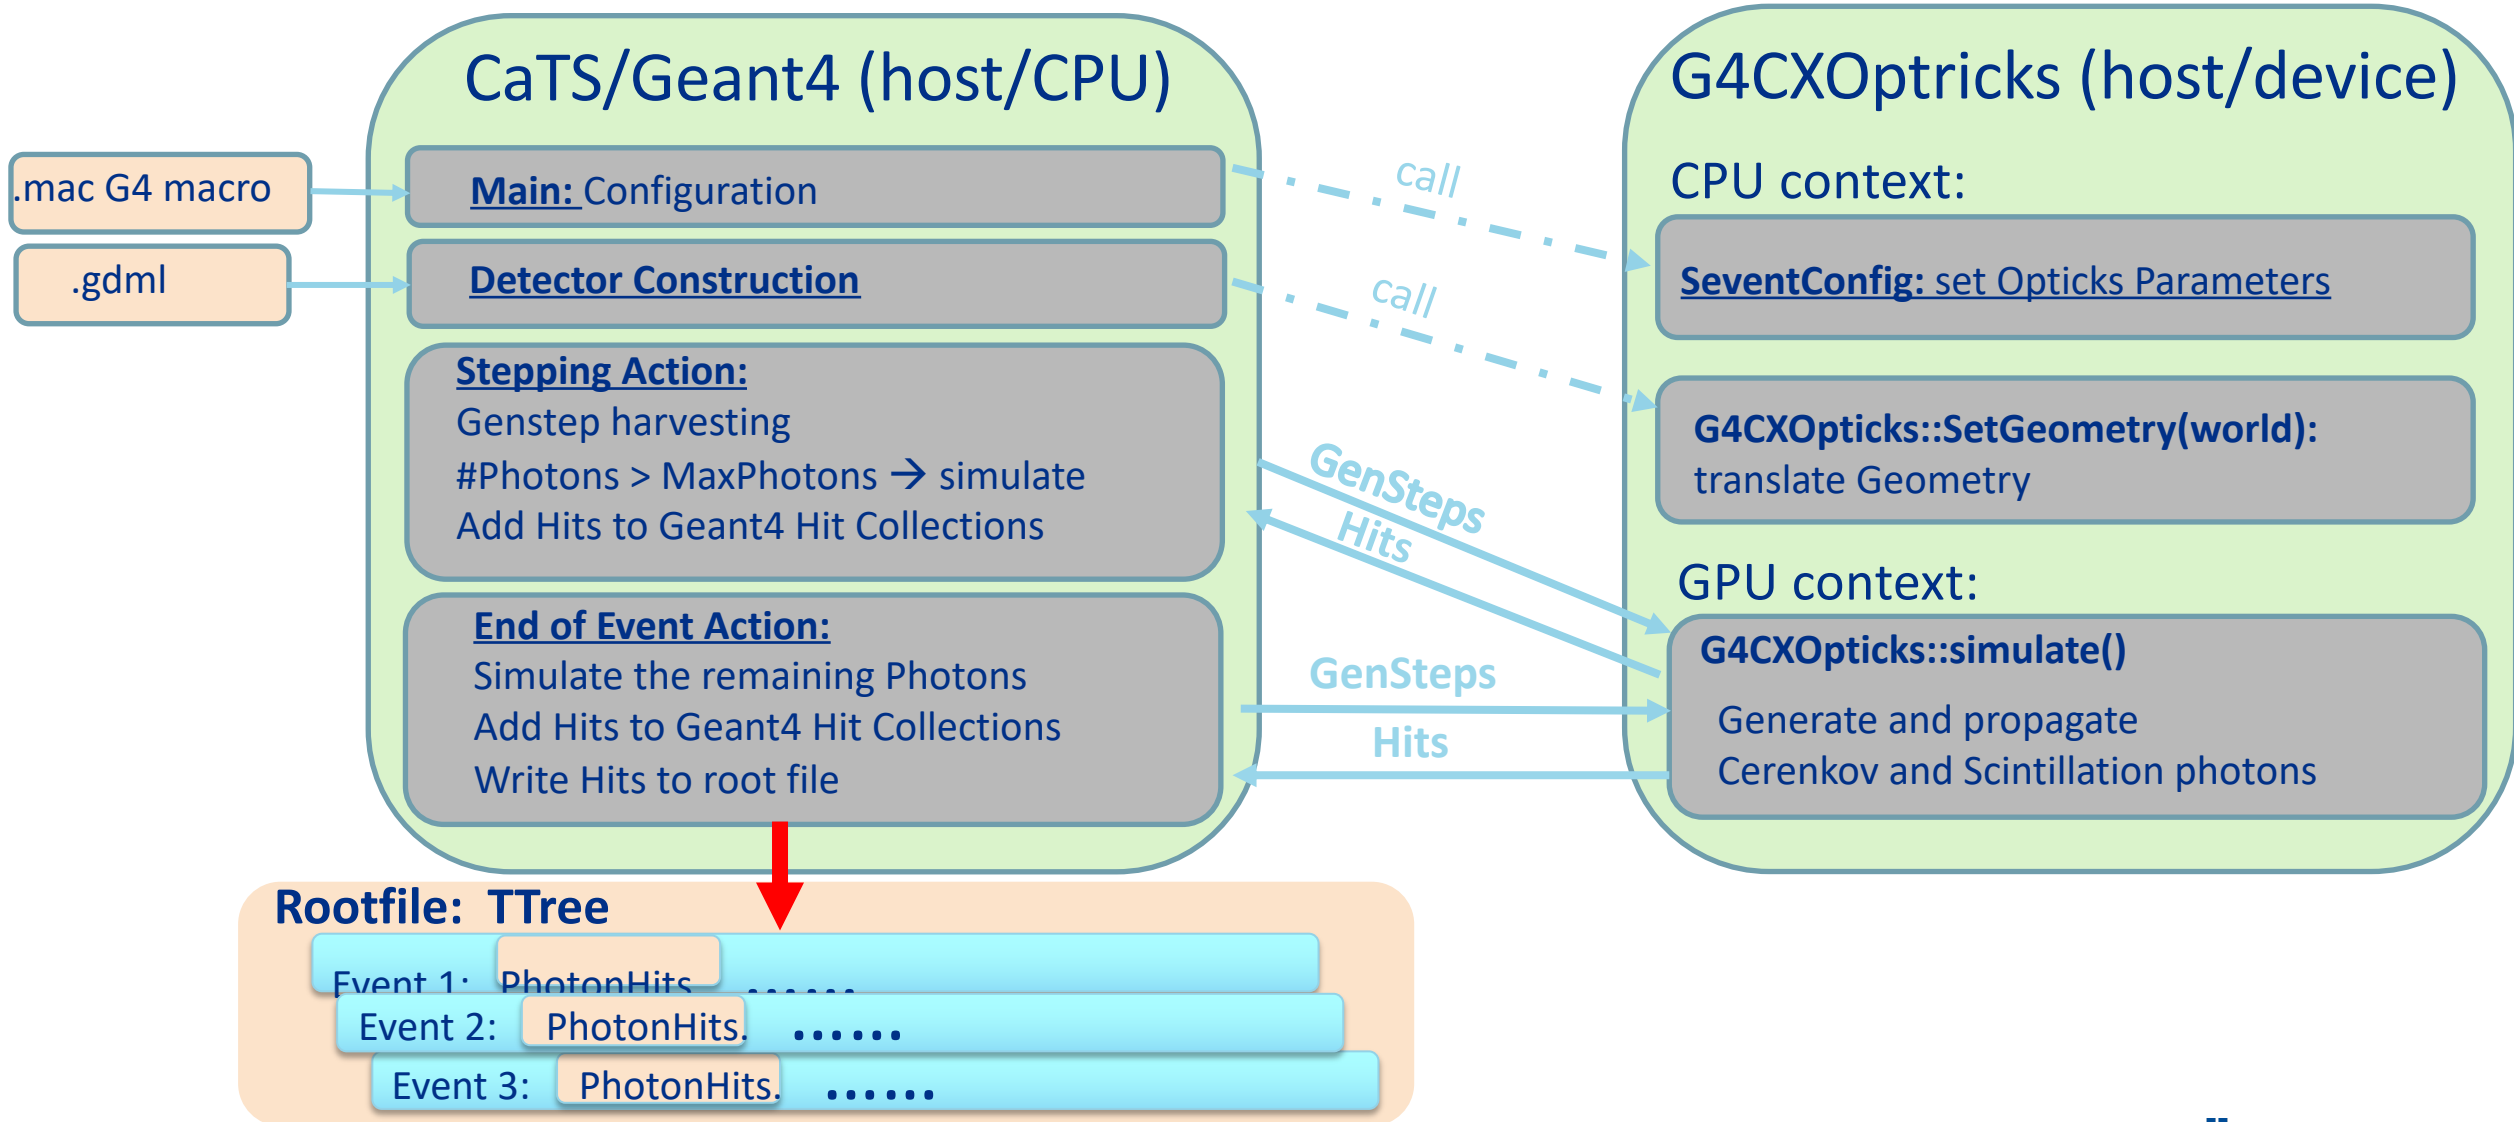 CaTS/Geant4 (host/CPU)
.mac G4 macro
.gdml
Main: Configuration
Detector Construction
Stepping Action:
Genstep harvesting
#Photons > MaxPhotons → simulate
Add Hits to Geant4 Hit Collections
End of Event Action:
Simulate the remaining Photons
Add Hits to Geant4 Hit Collections
Write Hits to root file
call
call
GenSteps
Hits
GenSteps
Hits
G4CXOptricks (host/device)
CPU context:
SeventConfig: set Opticks Parameters
G4CXOpticks::SetGeometry(world):
translate Geometry
GPU context:
G4CXOpticks::simulate()
Generate and propagate
Cerenkov and Scintillation photons
Rootfile: TTree
Event 1: PhotonHits ......
Event 2: PhotonHits. ......
Event 3: PhotonHits. ......